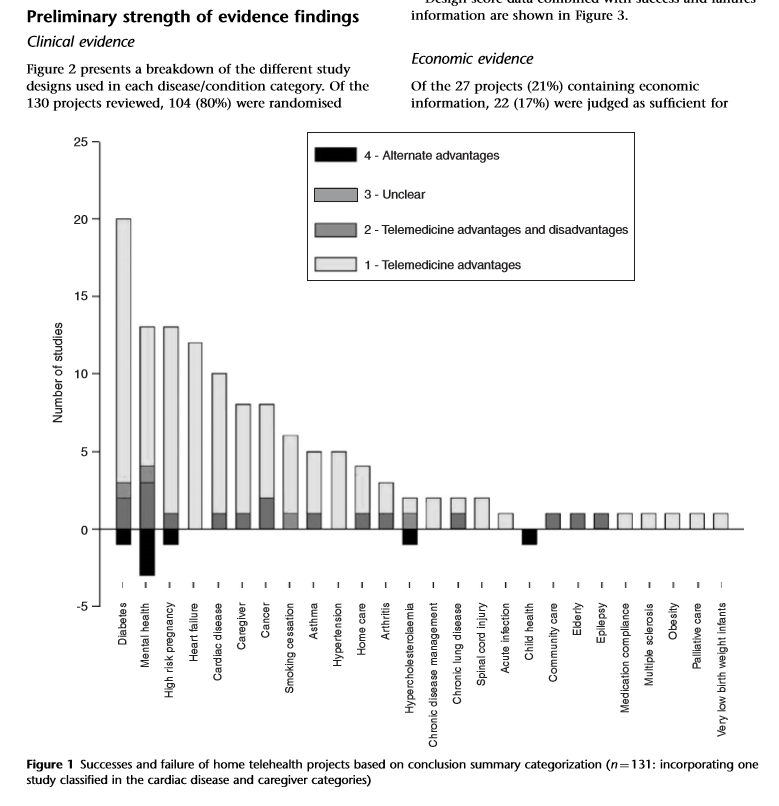 Preliminary strength of evidence findings
Clinical evidence
Figure 2 presents a breakdown of the different study
designs used in each disease/condition category. Of the
130 projects reviewed, 104 (80%) were randomised
Design score data combined with success and failures
information are shown in Figure 3.
Economic evidence
Of the 27 projects (21%) containing economic
information, 22 (17%) were judged as sufficient for
25
20
15
10
5
0
-5
Number of studies
4 - Alternate advantages
3 - Unclear
2 - Telemedicine advantages and disadvantages
1 - Telemedicine advantages
Diabetes
Mental health
High risk pregnancy
Heart failure
Cardiac disease
Caregiver
Cancer
Smoking cessation
Asthma
Hypertension
Home care
Arthritis
Hypercholesterolaemia
Chronic disease management
Chronic lung disease
Spinal cord injury
Acute infection
Child health
Community care
Elderly
Epilepsy
Medication compliance
Multiple sclerosis
Obesity
Palliative care
Very low birth weight infants
Figure 1 Successes and failure of home telehealth projects based on conclusion summary categorization (n=131: incorporating one
study classified in the cardiac disease and caregiver categories)